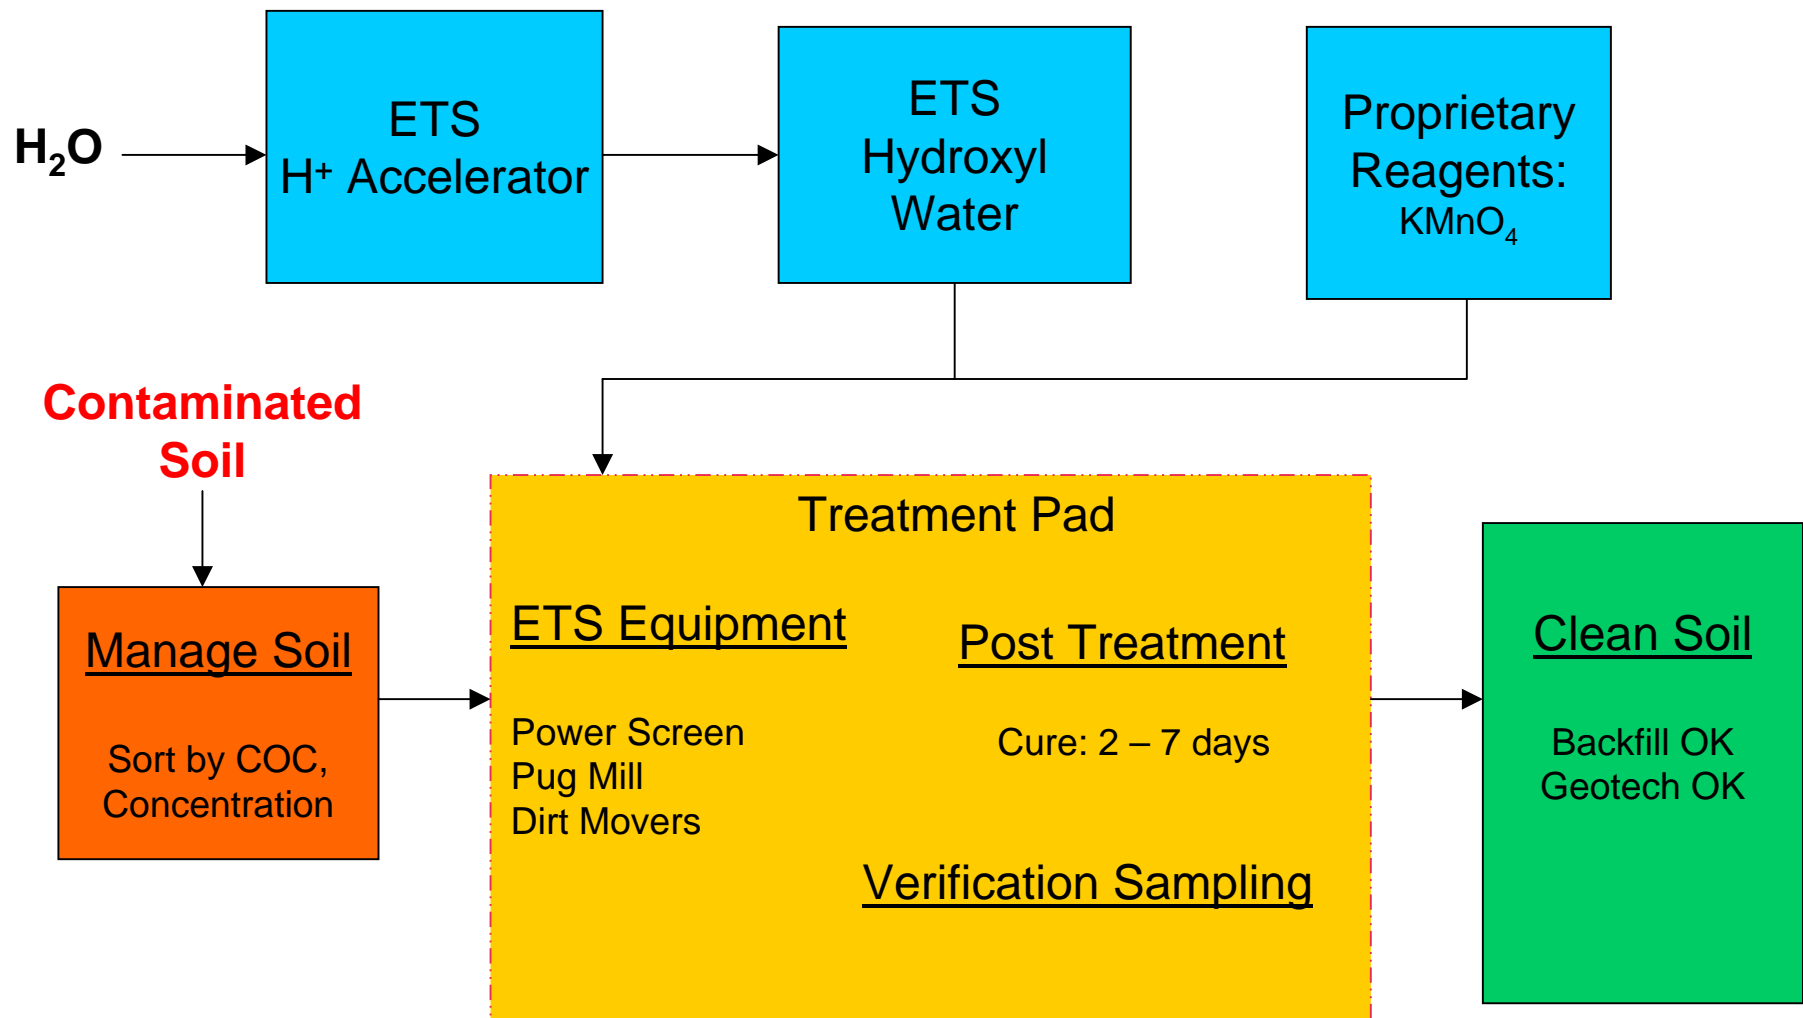 H₂O
ETS
H⁺ Accelerator
ETS
Hydroxyl
Water
Proprietary
Reagents:
KMnO₄
Contaminated
Soil
Manage Soil
Sort by COC,
Concentration
Treatment Pad
ETS Equipment
Power Screen
Pug Mill
Dirt Movers
Post Treatment
Cure: 2 – 7 days
Verification Sampling
Clean Soil
Backfill OK
Geotech OK